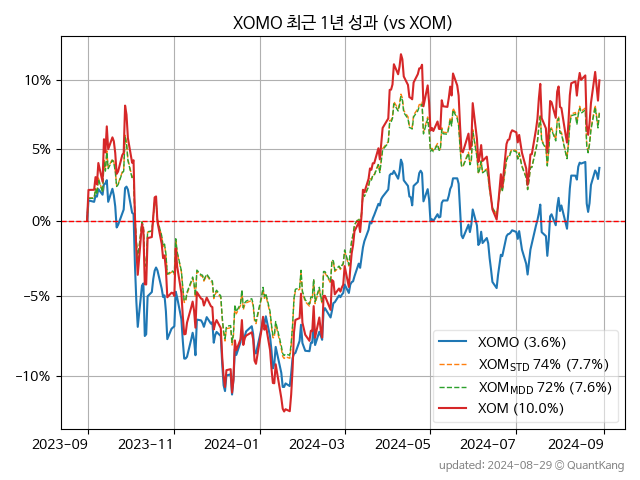 XOMO 최근 1년 성과 (vs XOM)
10%
5%
0%
−5%
−10%
XOMO (3.6%)
XOM_STD 74% (7.7%)
XOM_MDD 72% (7.6%)
XOM (10.0%)
2023-09 2023-11 2024-01 2024-03 2024-05 2024-07 2024-09
updated: 2024-08-29 © QuantKang